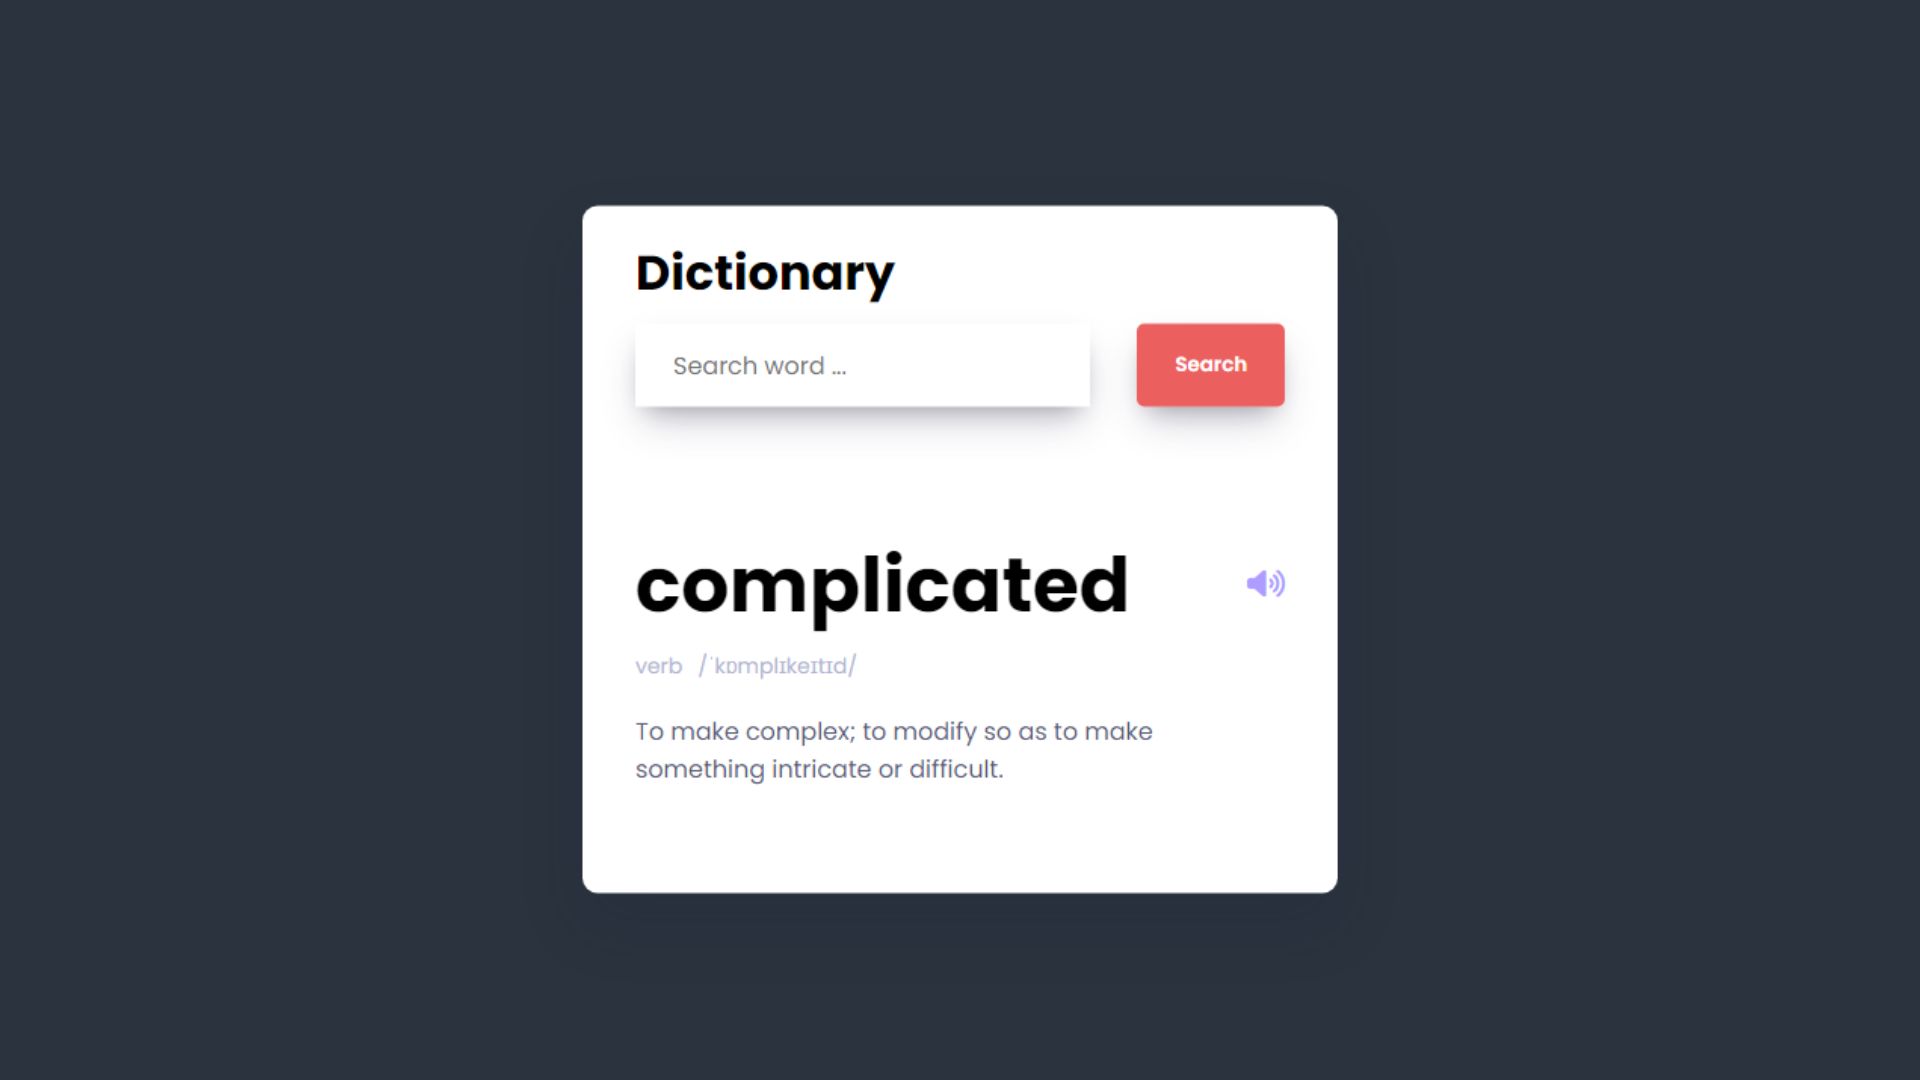 Dictionary
Search word ...
Search
complicated
verb /ˈkɒmplɪkeɪtɪd/
To make complex; to modify so as to make
something intricate or difficult.